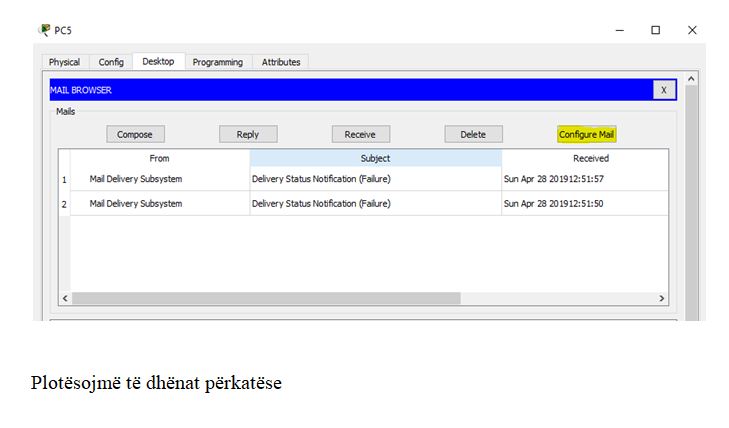 PC5
Physical Config Desktop Programming Attributes
MAIL BROWSER X
Mails
Compose Reply Receive Delete Configure Mail
From Subject Received
1 Mail Delivery Subsystem Delivery Status Notification (Failure) Sun Apr 28 201912:51:57
2 Mail Delivery Subsystem Delivery Status Notification (Failure) Sun Apr 28 201912:51:50
Plotësojmë të dhënat përkatëse